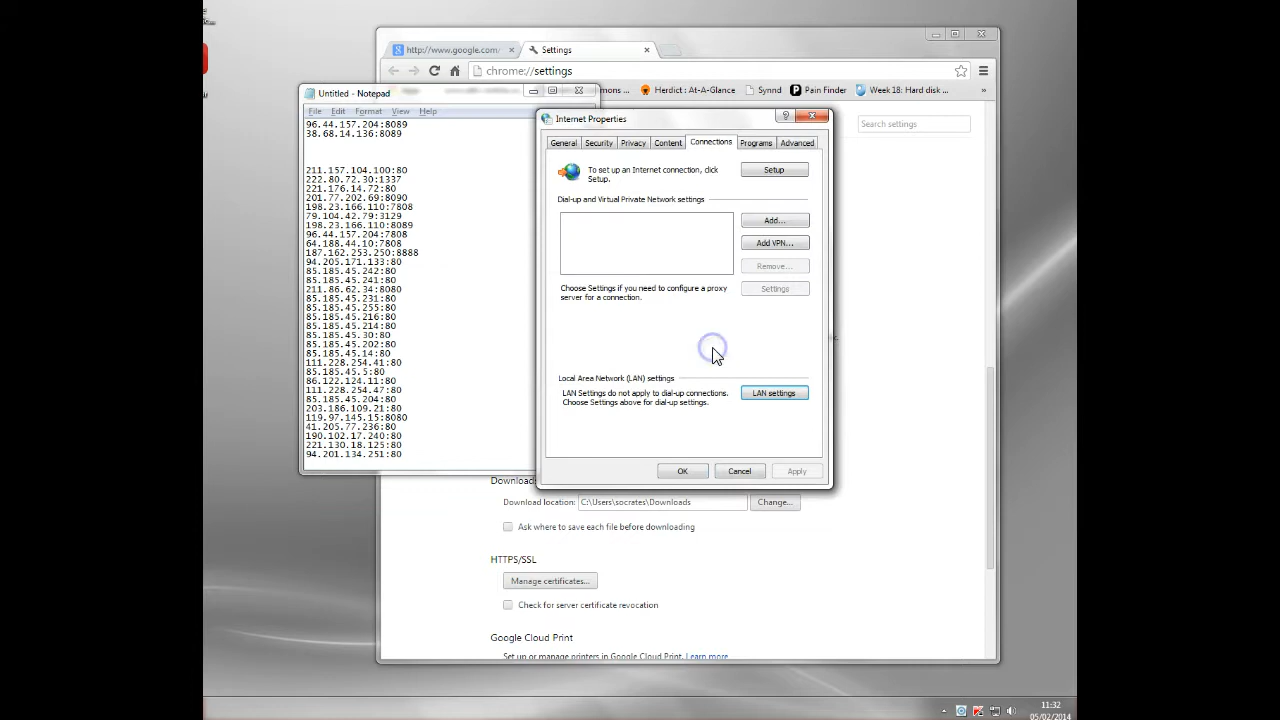 http://www.google.com/
Settings
chrome://settings
mons ...
Herdict : At-A-Glance
Synnd
Pain Finder
Week 18: Hard disk ...
»
Search settings
Untitled - Notepad
File Edit Format View Help
96.44.157.204:8089
38.68.14.136:8089
211.157.104.100:80
222.80.72.30:1337
221.176.14.72:80
201.77.202.69:8090
198.23.166.110:7808
79.104.42.79:3129
198.23.166.110:8089
96.44.157.204:7808
64.188.44.10:7808
187.162.253.250:8888
94.205.171.133:80
85.185.45.242:80
85.185.45.241:80
211.86.62.34:8080
85.185.45.231:80
85.185.45.255:80
85.185.45.216:80
85.185.45.214:80
85.185.45.30:80
85.185.45.202:80
85.185.45.14:80
111.228.254.41:80
85.185.45.5:80
86.122.124.11:80
111.228.254.47:80
85.185.45.204:80
203.186.109.21:80
119.97.145.15:8080
41.205.77.236:80
190.102.17.240:80
221.130.18.125:80
94.201.134.251:80
Internet Properties
General Security Privacy Content Connections Programs Advanced
To set up an Internet connection, click
Setup.
Setup
Dial-up and Virtual Private Network settings
Add...
Add VPN...
Remove...
Choose Settings if you need to configure a proxy
server for a connection.
Settings
Local Area Network (LAN) settings
LAN Settings do not apply to dial-up connections.
Choose Settings above for dial-up settings.
LAN settings
OK Cancel Apply
Downloads
Download location: C:\Users\socrates\Downloads Change...
Ask where to save each file before downloading
HTTPS/SSL
Manage certificates...
Check for server certificate revocation
Google Cloud Print
Set up or manage printers in Google Cloud Print. Learn more
11:32
05/02/2014